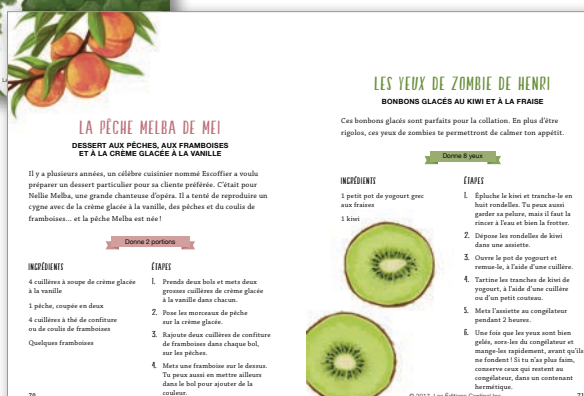 LA PÊCHE MELBA DE MEI
DESSERT AUX PÊCHES, AUX FRAMBOISES
ET À LA CRÈME GLACÉE À LA VANILLE
Il y a plusieurs années, un célèbre cuisinier nommé Escoffier a voulu
préparer un dessert particulier pour sa cliente préférée. C'était pour
Nellie Melba, une grande chanteuse d'opéra. Il a tenté de reproduire un
cygne avec de la crème glacée à la vanille, des pêches et du coulis de
framboises... et la pêche Melba est née!
Donne 2 portions
INGRÉDIENTS
4 cuillères à soupe de crème glacée
à la vanille
1 pêche, coupée en deux
4 cuillères à thé de confiture
ou de coulis de framboises
Quelques framboises
ÉTAPES
1. Prends deux bols et mets deux
grosses cuillères de crème glacée
à la vanille dans chacun.
2. Pose les morceaux de pêche
sur la crème glacée.
3. Rajoute deux cuillères de confiture
de framboises dans chaque bol,
sur les pêches.
4. Mets une framboise sur le dessus.
Tu peux aussi en mettre ailleurs
dans le bol pour ajouter de la
couleur.
LES YEUX DE ZOMBIE DE HENRI
BONBONS GLACÉS AU KIWI ET À LA FRAISE
Ces bonbons glacés sont parfaits pour la collation. En plus d'être
rigolos, ces yeux de zombies te permettront de calmer ton appétit.
Donne 8 yeux
INGRÉDIENTS
1 petit pot de yogourt grec
aux fraises
1 kiwi
ÉTAPES
1. Épluche le kiwi et tranche-le en
huit rondelles. Tu peux aussi
garder sa pelure, mais il faut la
rincer et bien la frotter.
2. Dépose les rondelles de kiwi
dans une assiette.
3. Ouvre le pot de yogourt et
remue-le, à l'aide d'une cuillère.
4. Tartine les tranches de kiwi de
yogourt, à l'aide d'une cuillère
ou d'un petit couteau.
5. Mets l'assiette au congélateur
pendant 2 heures.
6. Une fois que les yeux sont bien
gelés, sors-les du congélateur et
mange-les rapidement, avant qu'ils
ne fondent! Si tu n'as plus faim,
conserve ceux qui restent au
congélateur, dans un contenant
hermétique.